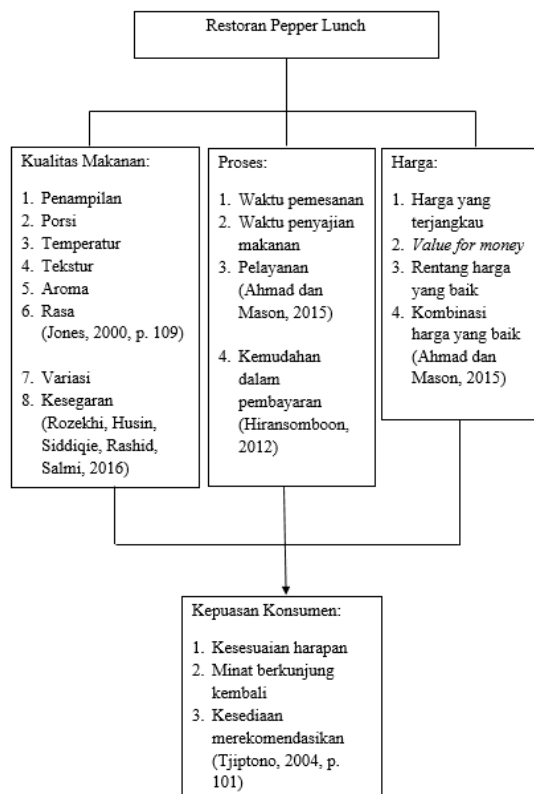 Restoran Pepper Lunch
Kualitas Makanan:
1. Penampilan
2. Porsi
3. Temperatur
4. Tekstur
5. Aroma
6. Rasa
(Jones, 2000, p. 109)
7. Variasi
8. Kesegaran
(Rozekhi, Husin,
Siddiqie, Rashid,
Salmi, 2016)
Proses:
1. Waktu pemesanan
2. Waktu penyajian
makanan
3. Pelayanan
(Ahmad dan
Mason, 2015)
4. Kemudahan
dalam
pembayaran
(Hiransomboon,
2012)
Harga:
1. Harga yang
terjangkau
2. Value for money
3. Rentang harga
yang baik
4. Kombinasi
harga yang baik
(Ahmad dan
Mason, 2015)
Kepuasan Konsumen:
1. Kesesuaian harapan
2. Minat berkunjung
kembali
3. Kesediaan
merekomendasikan
(Tjiptono, 2004, p.
101)